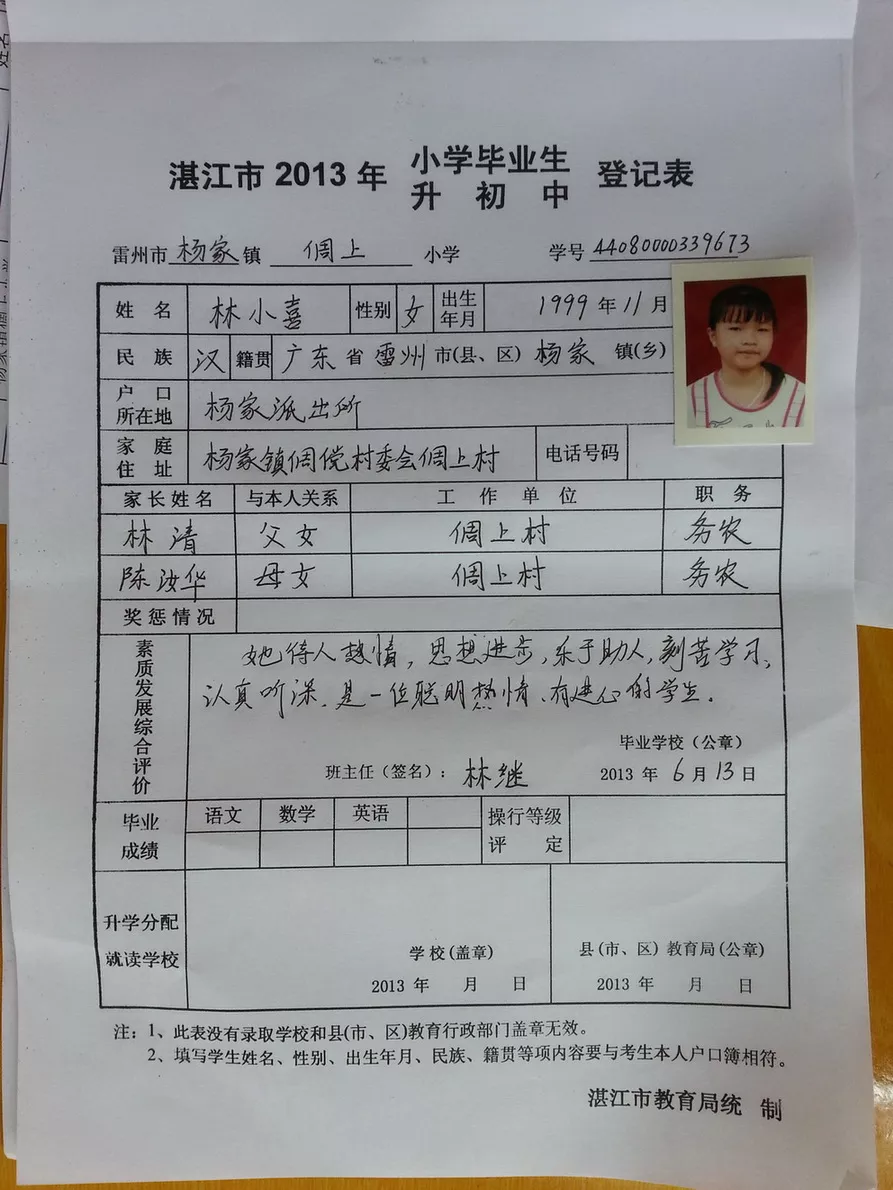 湛江市 2013 年 小学毕业生 登记表
升 初 中
雷州市 杨家 镇 倜上 小学 学号 44080000339673
姓 名 林小喜 性别 女 出生年月 1999 年 11 月
民 族 汉 籍贯 广东 省 雷州 市(县、区) 杨家 镇(乡)
户 口 所在地 杨家派出所
家 庭 住 址 杨家镇倜傥村委会倜上村 电话号码
家长姓名 与本人关系 工 作 单 位 职 务
林清 父女 倜上村 务农
陈汝华 母女 倜上村 务农
奖惩情况
素质发展综合评价
她待人热情，思想进步，乐于助人，刻苦学习、
认真听课，是一位聪明热情、有进心的学生。
毕业学校（公章）
班主任（签名）： 林继 2013 年 6 月 13 日
毕业成绩 语文 数学 英语 操行等级评 定
升学分配
就读学校
学校(盖章) 县(市、区) 教育局(公章)
2013 年 月 日 2013 年 月 日
注：1、此表没有录取学校和县(市、区)教育行政部门盖章无效。
2、填写学生姓名、性别、出生年月、民族、籍贯等项内容要与考生本人户口簿相符。
湛江市教育局统 制